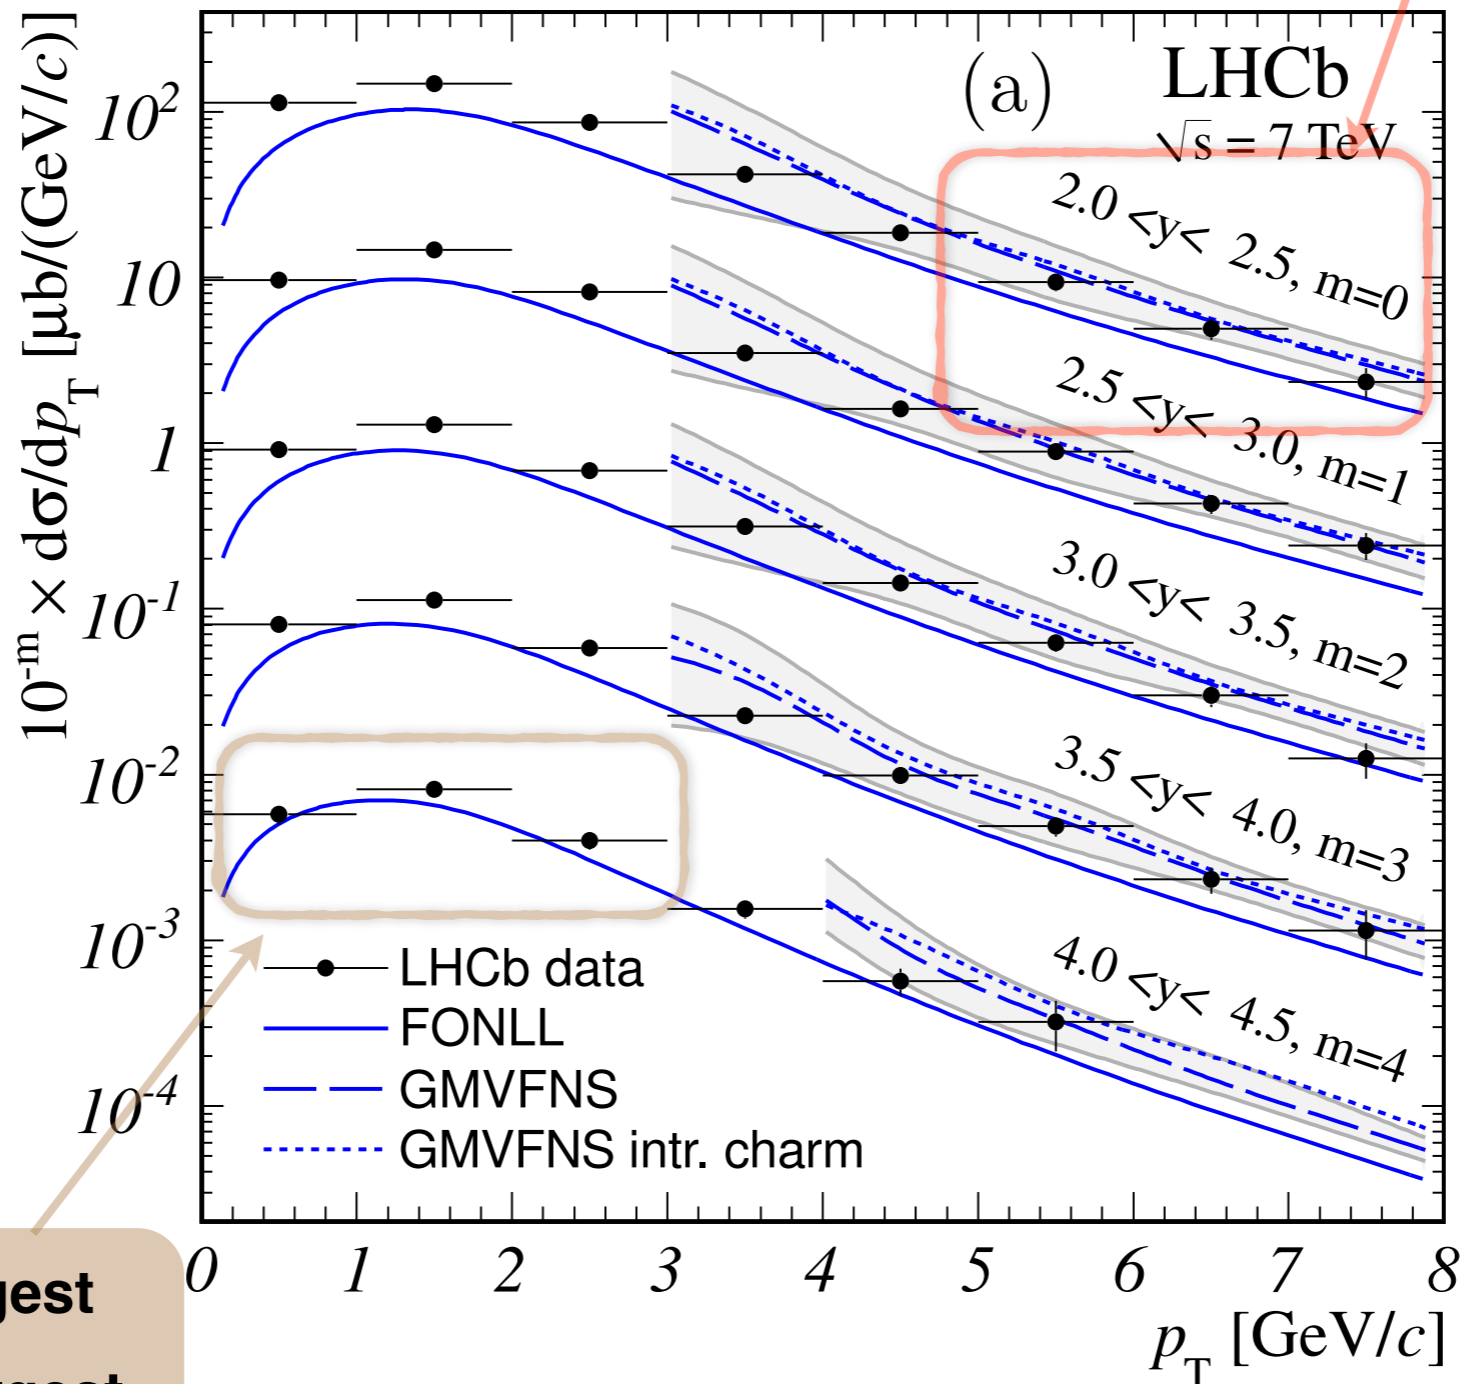 10^-m × dσ/dp_T [μb/(GeV/c)]
10^2
10
1
10^-1
10^-2
10^-3
10^-4
(a)
LHCb
√s = 7 TeV
2.0 <y< 2.5, m=0
2.5 <y< 3.0, m=1
3.0 <y< 3.5, m=2
3.5 <y< 4.0, m=3
4.0 <y< 4.5, m=4
LHCb data
FONLL
GMVFNS
GMVFNS intr. charm
0 1 2 3 4 5 6 7 8
p_T [GeV/c]